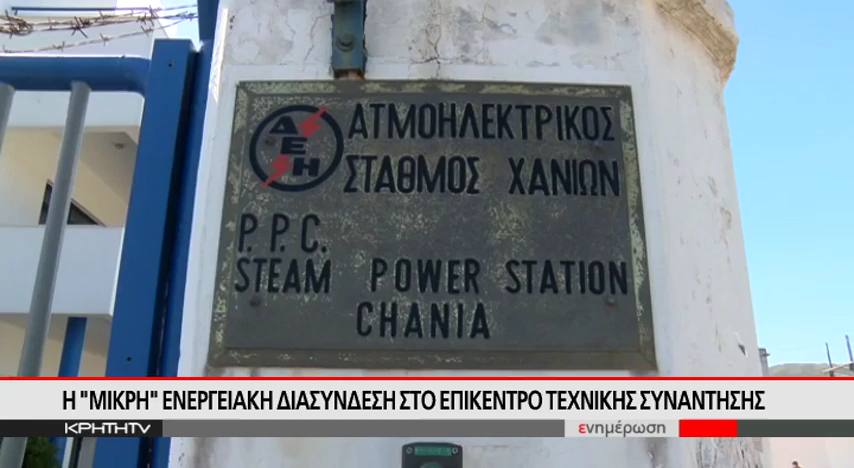 ΔΕΗ
ΑΤΜΟΗΛΕΚΤΡΙΚΟΣ
ΣΤΑΘΜΟΣ ΧΑΝΙΩΝ
P.P.C.
STEAM POWER STATION
CHANIA
Η "ΜΙΚΡΗ" ΕΝΕΡΓΕΙΑΚΗ ΔΙΑΣΥΝΔΕΣΗ ΣΤΟ ΕΠΙΚΕΝΤΡΟ ΤΕΧΝΙΚΗΣ ΣΥΝΑΝΤΗΣΗΣ
ΚΡΗΤΗTV
ενημέρωση